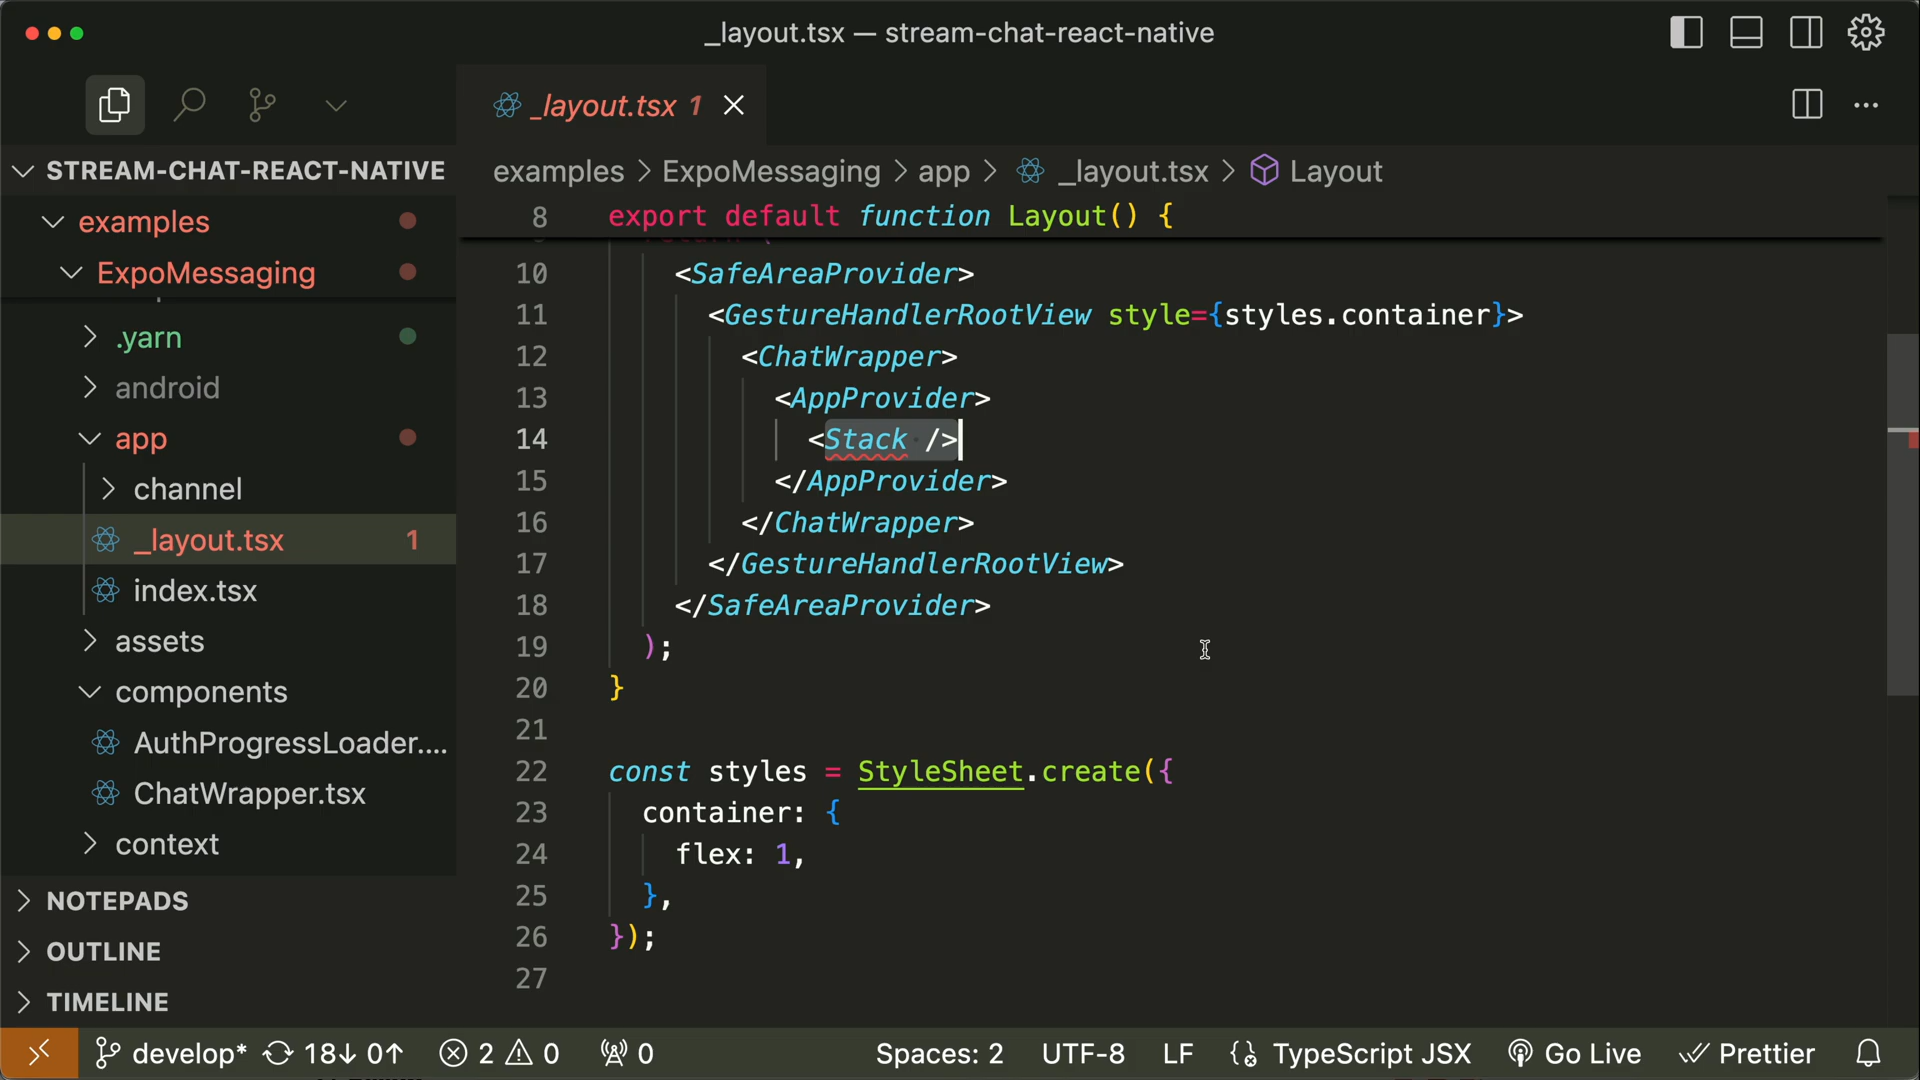 _layout.tsx — stream-chat-react-native
_layout.tsx 1
STREAM-CHAT-REACT-NATIVE
examples
ExpoMessaging
.yarn
android
app
channel
_layout.tsx 1
index.tsx
assets
components
AuthProgressLoader....
ChatWrapper.tsx
context
NOTEPADS
OUTLINE
TIMELINE
examples > ExpoMessaging > app > _layout.tsx > Layout
8 export default function Layout() {
10 <SafeAreaProvider>
11 <GestureHandlerRootView style={styles.container}>
12 <ChatWrapper>
13 <AppProvider>
14 <Stack />
15 </AppProvider>
16 </ChatWrapper>
17 </GestureHandlerRootView>
18 </SafeAreaProvider>
19 );
20 }
21
22 const styles = StyleSheet.create({
23 container: {
24 flex: 1,
25 },
26 });
27
develop* 18↓ 0↑ 2 0 0 Spaces: 2 UTF-8 LF TypeScript JSX Go Live Prettier